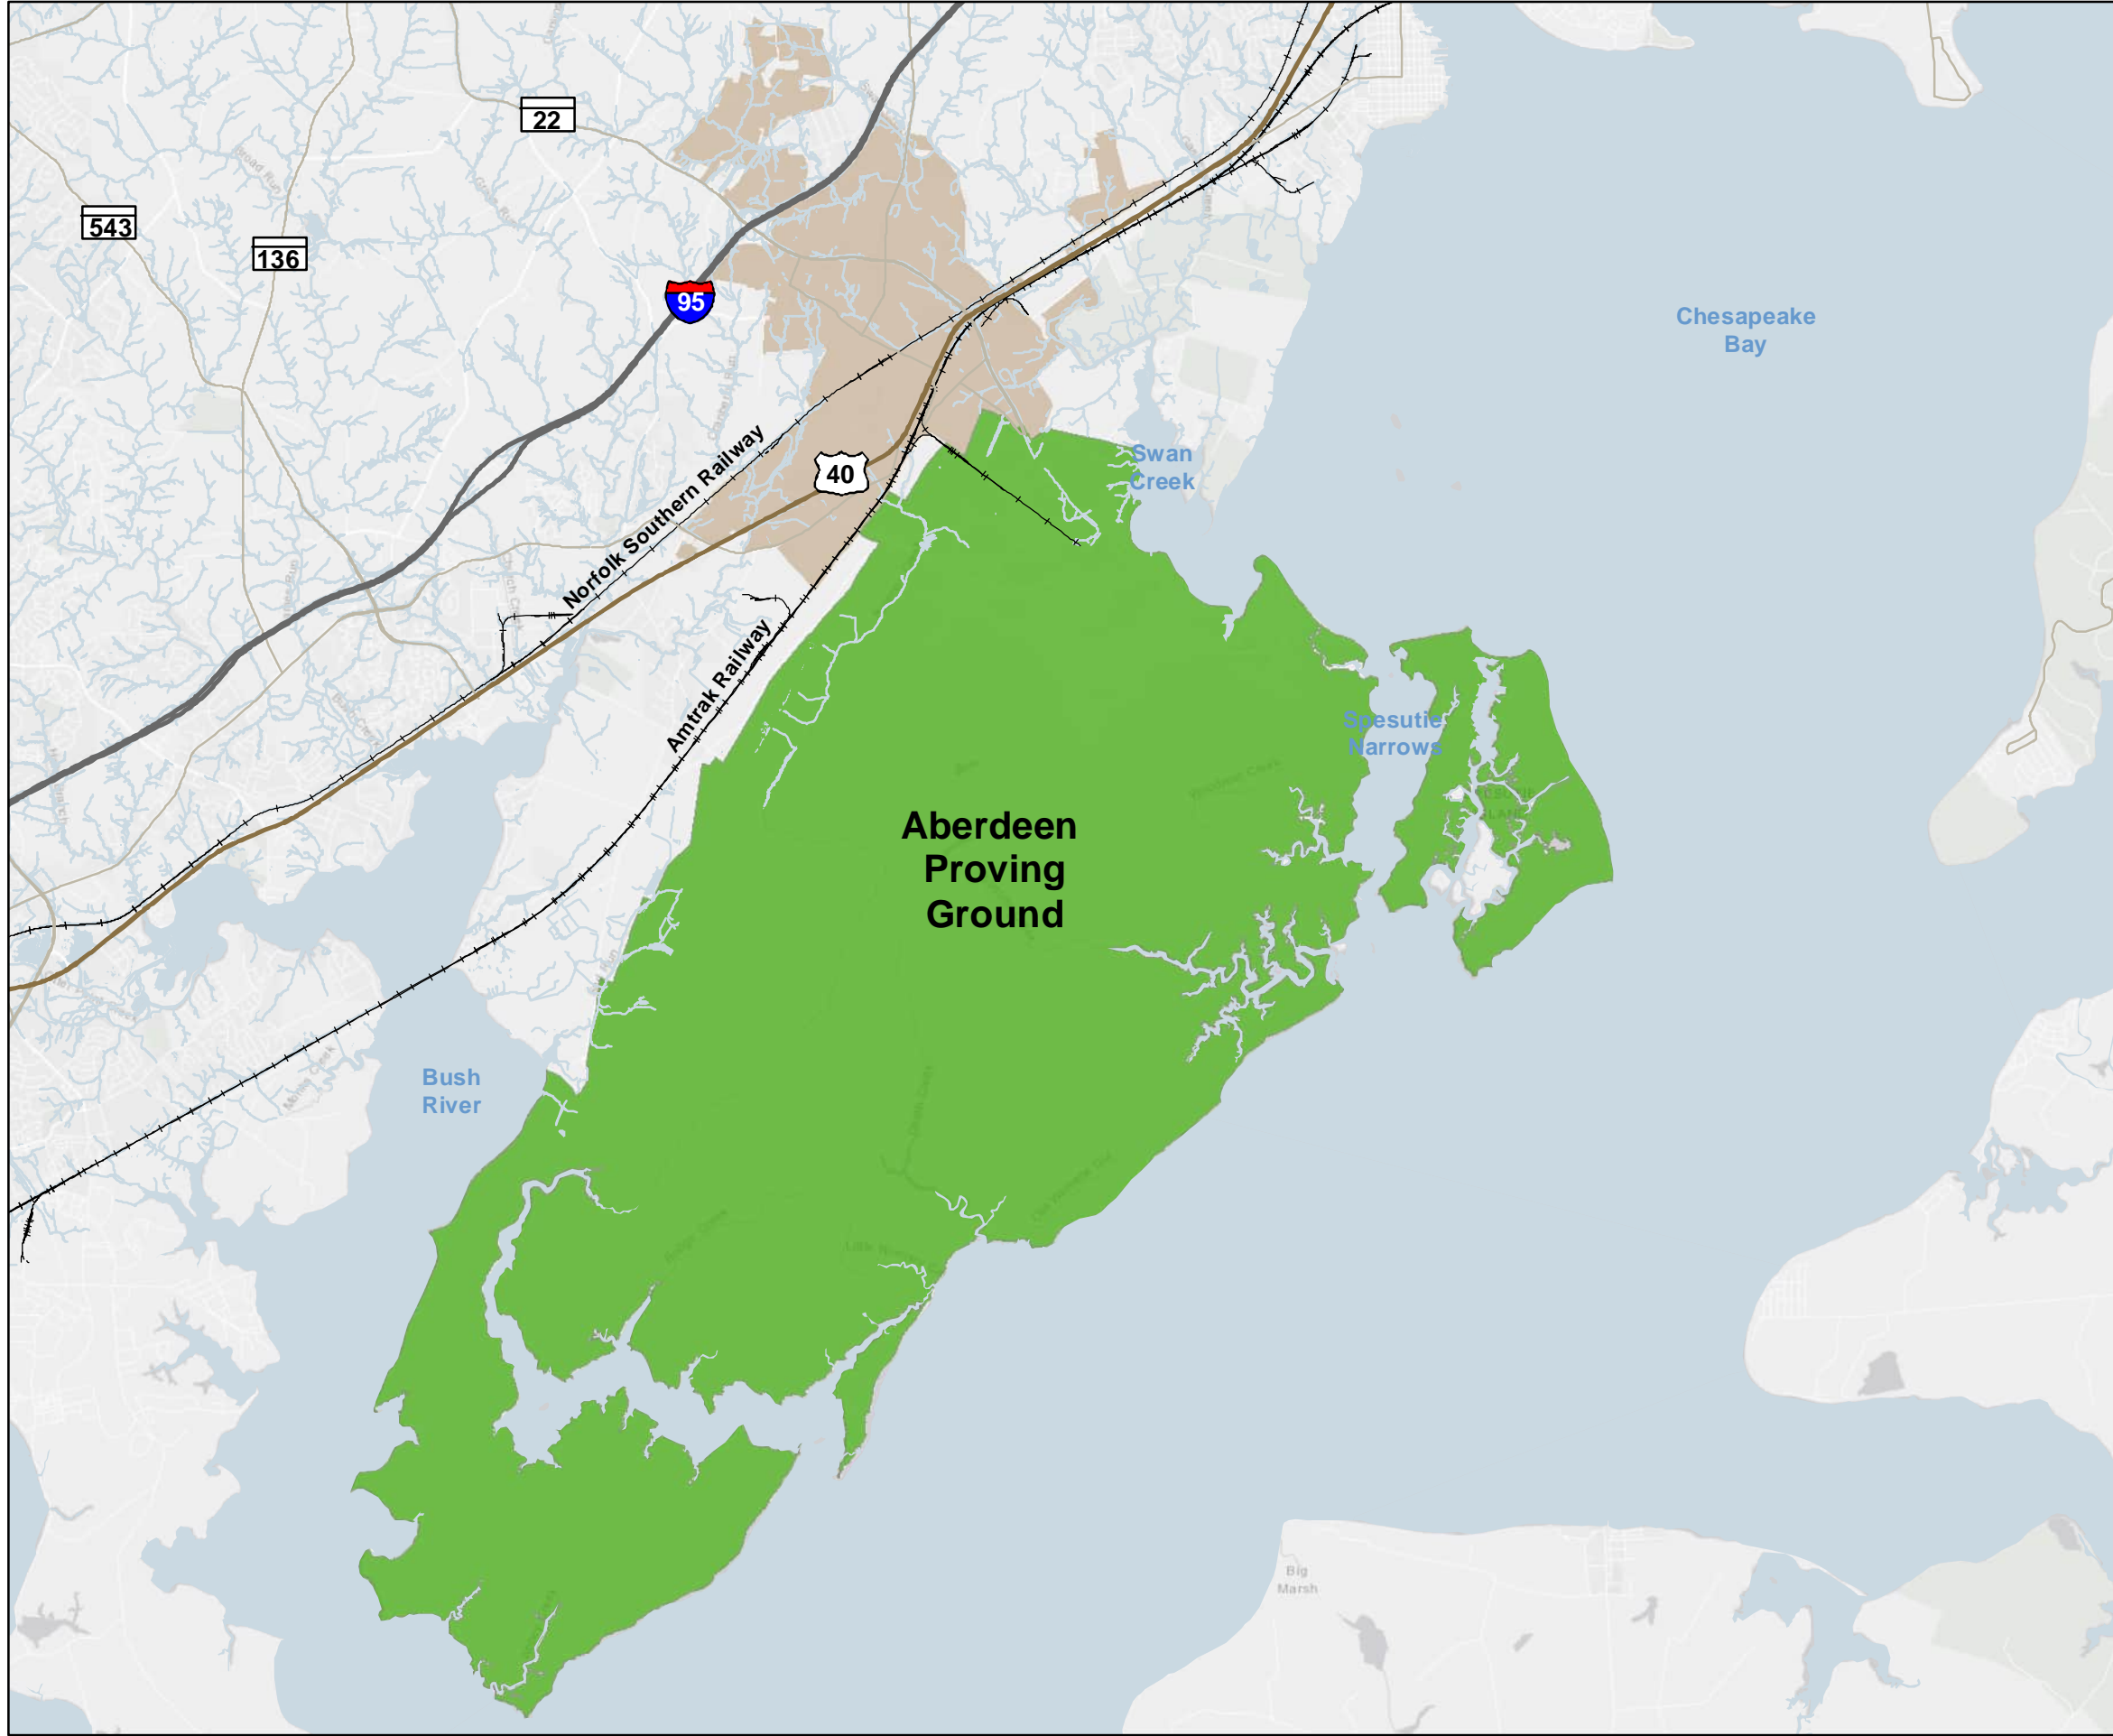 22
543
136
95
Chesapeake
Bay
Swan
Creek
40
Norfolk Southern Railway
Amtrak Railway
Spesutie
Narrows
Aberdeen
Proving
Ground
Bush
River
Big
Marsh